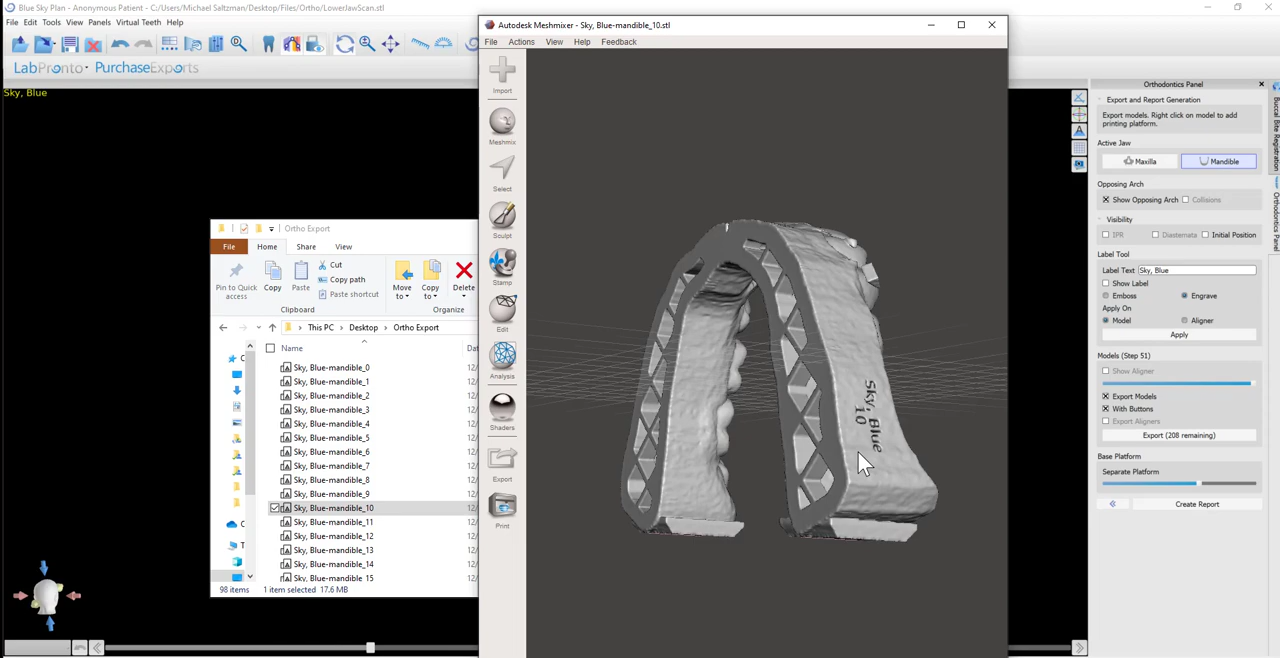 Blue Sky Plan - Anonymous Patient - C:/Users/Michael Saltzman/Desktop/Files/Ortho/LowerJawScan.stl
File Edit Tools View Panels Virtual Teeth Help
LabPronto PurchaseExports
Sky, Blue
Ortho Export
File Home Share View
Pin to Quick access
Copy
Paste
Cut
Copy path
Paste shortcut
Move to
Copy to
Delete
Clipboard
Organize
This PC Desktop Ortho Export
Name
Sky, Blue-mandible_0
Sky, Blue-mandible_1
Sky, Blue-mandible_2
Sky, Blue-mandible_3
Sky, Blue-mandible_4
Sky, Blue-mandible_5
Sky, Blue-mandible_6
Sky, Blue-mandible_7
Sky, Blue-mandible_8
Sky, Blue-mandible_9
Sky, Blue-mandible_10
Sky, Blue-mandible_11
Sky, Blue-mandible_12
Sky, Blue-mandible_13
Sky, Blue-mandible_14
Sky, Blue-mandible_15
12/
98 items 1 item selected 17.6 MB
Autodesk Meshmixer - Sky, Blue-mandible_10.stl
File Actions View Help Feedback
Import
Meshmix
Select
Sculpt
Stamp
Edit
Analysis
Shaders
Export
Print
Sky, Blue
10
Orthodontics Panel
Export and Report Generation
Export models. Right click on model to add
printing platform.
Active Jaw
Maxilla Mandible
Opposing Arch
Show Opposing Arch Collisions
Visibility
IPR Diastemata Initial Position
Label Tool
Label Text Sky, Blue
Show Label
Emboss Engrave
Apply On
Model Aligner
Apply
Models (Step 51)
Show Aligner
Export Models
With Buttons
Export Aligners
Export (208 remaining)
Base Platform
Separate Platform
Create Report
Buccal Bite Registration
Orthodontics Panel